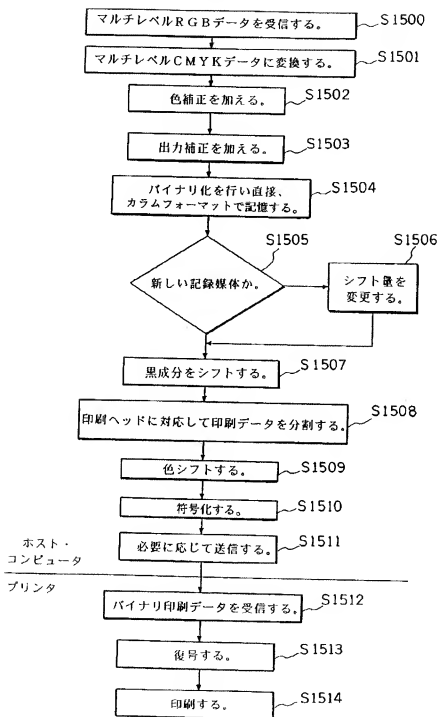 マルチレベルRGBデータを受信する。
S1500
マルチレベルCMYKデータに変換する。
S1501
色補正を加える。
S1502
出力補正を加える。
S1503
バイナリ化を行い直接、
カラムフォーマットで記憶する。
S1504
新しい記録媒体か。
S1505
シフト量を
変更する。
S1506
黒成分をシフトする。
S1507
印刷ヘッドに対応して印刷データを分割する。
S1508
色シフトする。
S1509
符号化する。
S1510
必要に応じて送信する。
S1511
ホスト・
コンピュータ
プリンタ
バイナリ印刷データを受信する。
S1512
復号する。
S1513
印刷する。
S1514